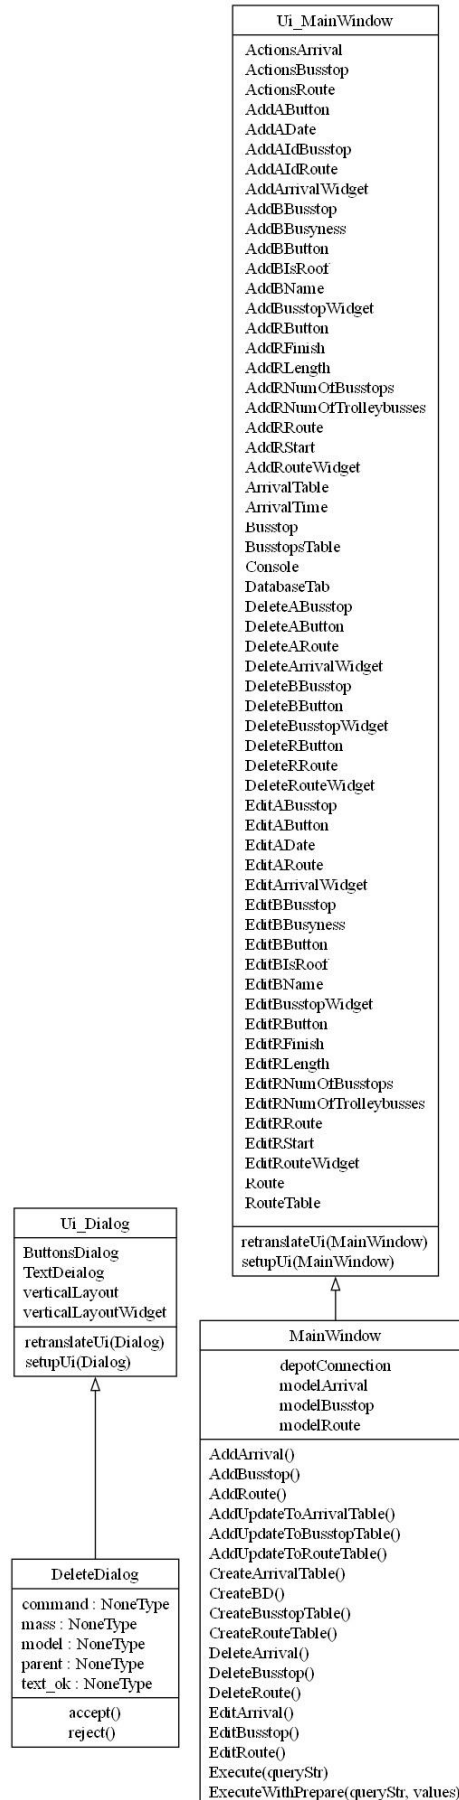 Ui_MainWindow
ActionsArrival
ActionsBusstop
ActionsRoute
AddAButton
AddADate
AddAIdBusstop
AddAIdRoute
AddArrivalWidget
AddBBusstop
AddBBusyness
AddBButton
AddBIsRoof
AddBName
AddBusstopWidget
AddRButton
AddRFinish
AddRLength
AddRNumOfBusstops
AddRNumOfTrolleybusses
AddRRoute
AddRStart
AddRouteWidget
ArrivalTable
ArrivalTime
Busstop
BusstopsTable
Console
DatabaseTab
DeleteABusstop
DeleteAButton
DeleteARoute
DeleteArrivalWidget
DeleteBBusstop
DeleteBButton
DeleteBusstopWidget
DeleteRButton
DeleteRRoute
DeleteRouteWidget
EditABusstop
EditAButton
EditADate
EditARoute
EditArrivalWidget
EditBBusstop
EditBBusyness
EditBButton
EditBIsRoof
EditBName
EditBusstopWidget
EditRButton
EditRFinish
EditRLength
EditRNumOfBusstops
EditRNumOfTrolleybusses
EditRRoute
EditRStart
EditRouteWidget
Route
RouteTable
retranslateUi(MainWindow)
setupUi(MainWindow)
Ui_Dialog
ButtonsDialog
TextDeialog
verticalLayout
verticalLayoutWidget
retranslateUi(Dialog)
setupUi(Dialog)
MainWindow
depotConnection
modelArrival
modelBusstop
modelRoute
AddArrival()
AddBusstop()
AddRoute()
AddUpdateToArrivalTable()
AddUpdateToBusstopTable()
AddUpdateToRouteTable()
CreateArrivalTable()
CreateBD()
CreateBusstopTable()
CreateRouteTable()
DeleteArrival()
DeleteBusstop()
DeleteRoute()
EditArrival()
EditBusstop()
EditRoute()
Execute(queryStr)
ExecuteWithPrepare(queryStr, values)
DeleteDialog
command : NoneType
mass : NoneType
model : NoneType
parent : NoneType
text_ok : NoneType
accept()
reject()